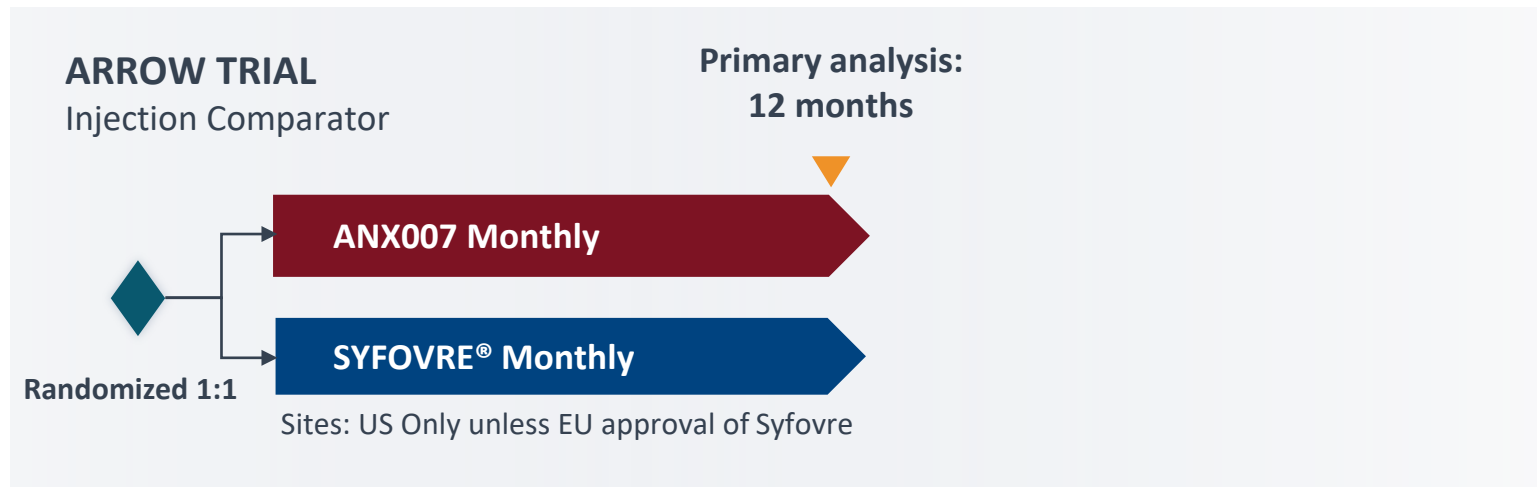 ARROW TRIAL
Injection Comparator
Primary analysis:
12 months
ANX007 Monthly
SYFOVRE® Monthly
Randomized 1:1
Sites: US Only unless EU approval of Syfovre